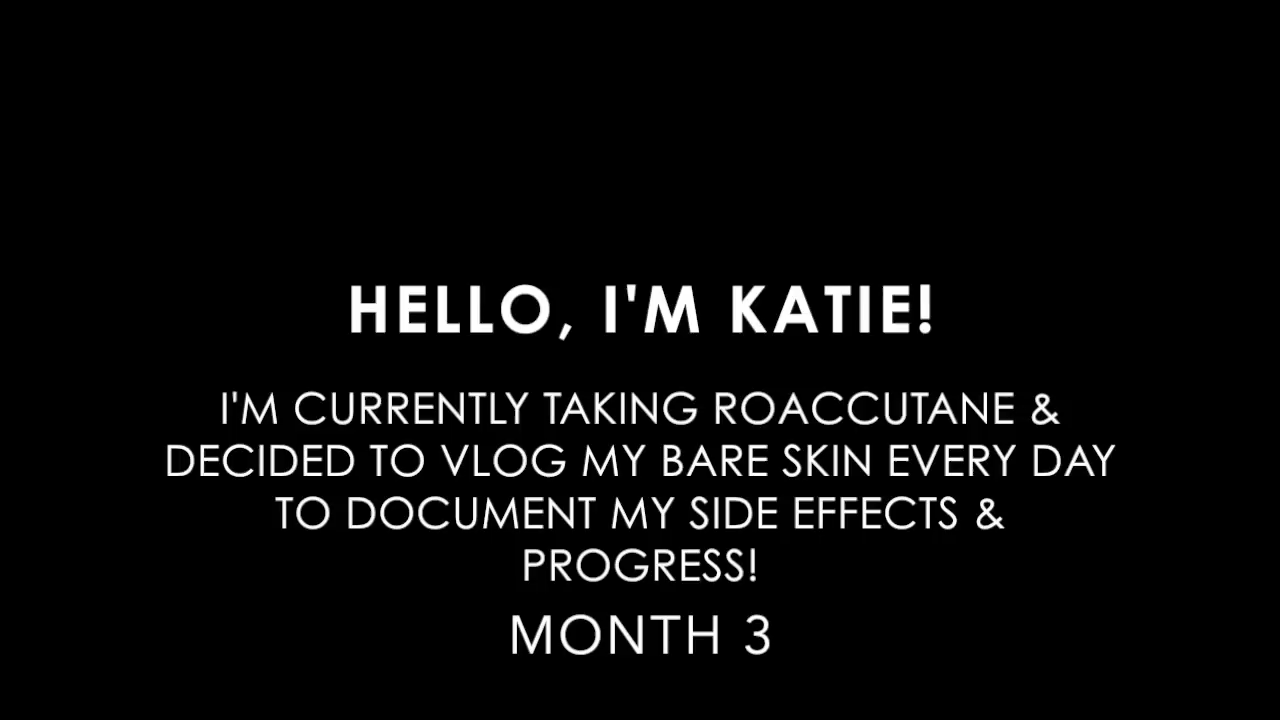 HELLO, I'M KATIE!
I'M CURRENTLY TAKING ROACCUTANE &
DECIDED TO VLOG MY BARE SKIN EVERY DAY
TO DOCUMENT MY SIDE EFFECTS &
PROGRESS!
MONTH 3